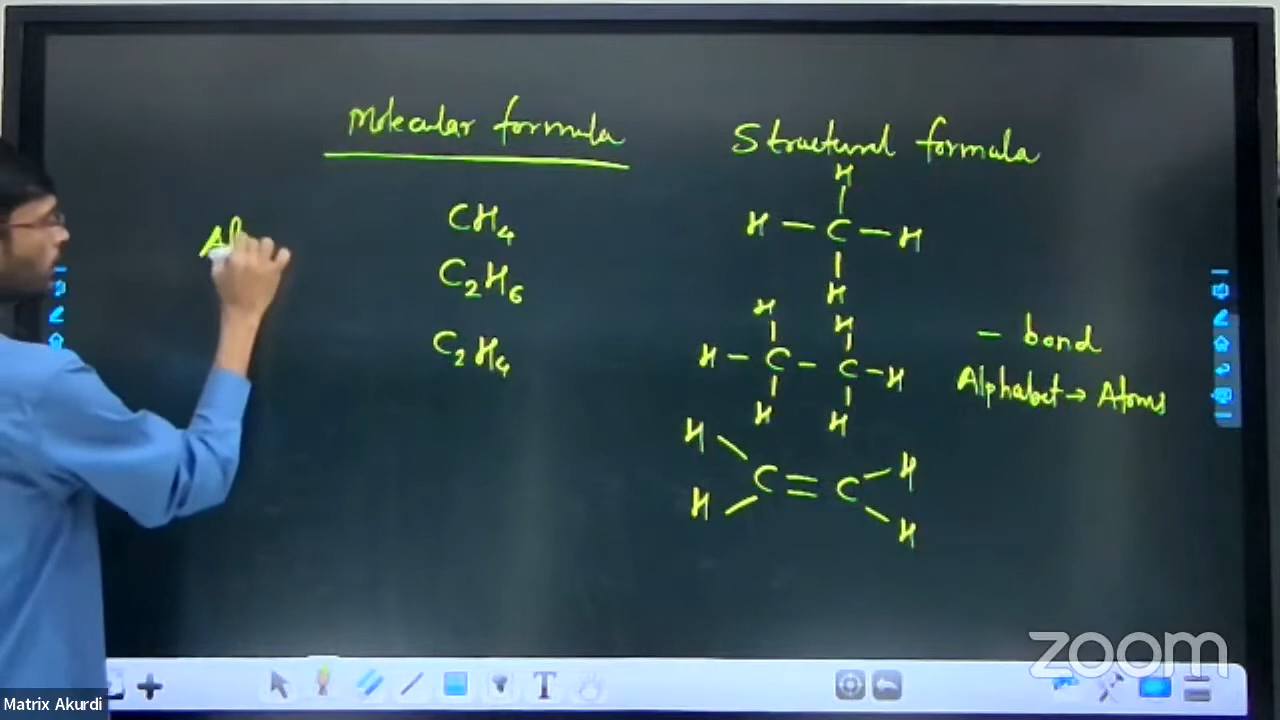 Molecular formula
CH4
C2H6
C2H4
Structural formula
H
H – C – H
H
H H
H – C – C – H
H H
H H
C = C
H H
– bond
Alphabet → Atoms
zoom
Matrix Akurdi